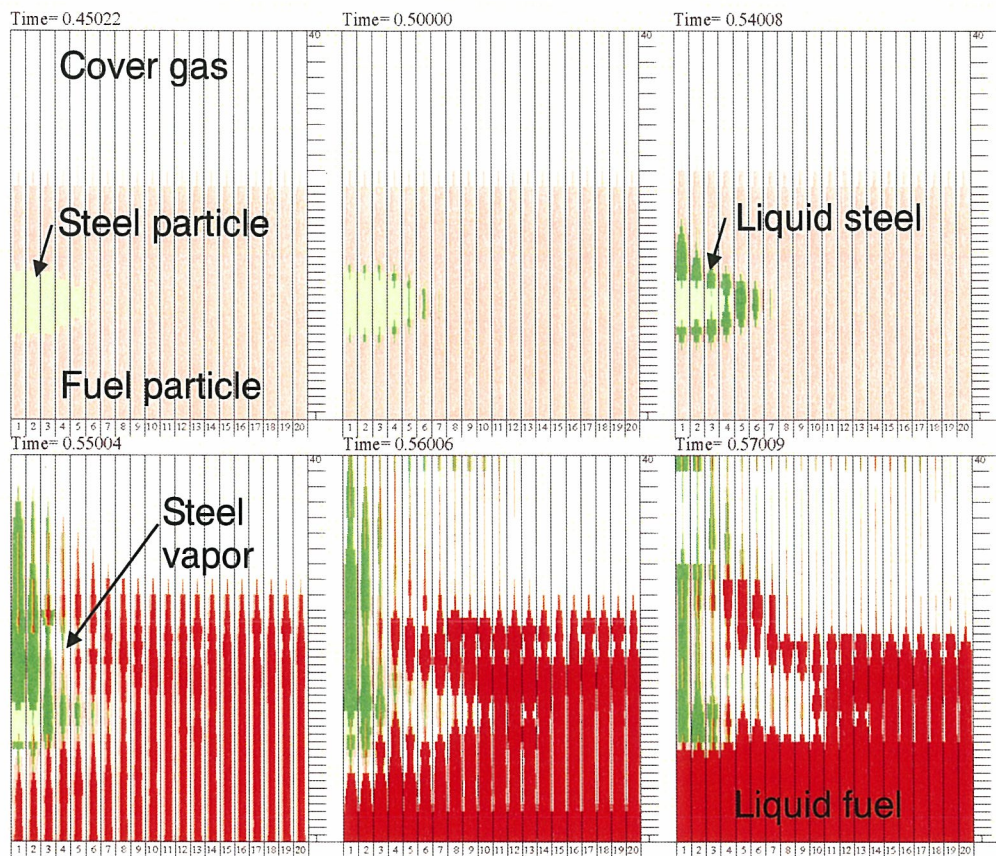 Time= 0.45022
Time= 0.50000
Time= 0.54008
40
40
40
Cover gas
Steel particle
Liquid steel
Fuel particle
1 2 3 4 5 6 7 8 9 10 11 12 13 14 15 16 17 18 19 20
1 2 3 4 5 6 7 8 9 10 11 12 13 14 15 16 17 18 19 20
1 2 3 4 5 6 7 8 9 10 11 12 13 14 15 16 17 18 19 20
Time= 0.55004
Time= 0.56006
Time= 0.57009
40
40
40
Steel
vapor
Liquid fuel
1 2 3 4 5 6 7 8 9 10 11 12 13 14 15 16 17 18 19 20
1 2 3 4 5 6 7 8 9 10 11 12 13 14 15 16 17 18 19 20
1 2 3 4 5 6 7 8 9 10 11 12 13 14 15 16 17 18 19 20